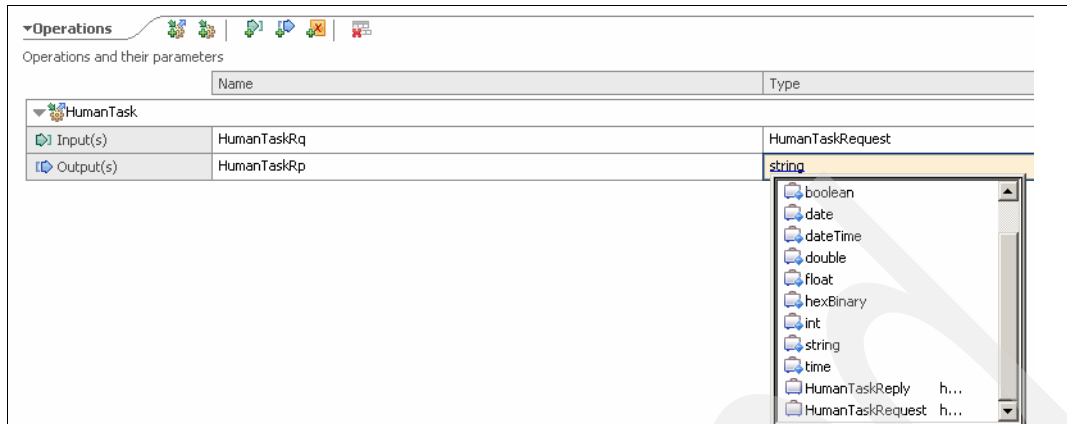 Operations
Operations and their parameters
Name Type
HumanTask
Input(s) HumanTaskRq HumanTaskRequest
Output(s) HumanTaskRp string
boolean
date
dateTime
double
float
hexBinary
int
string
time
HumanTaskReply h...
HumanTaskRequest h...